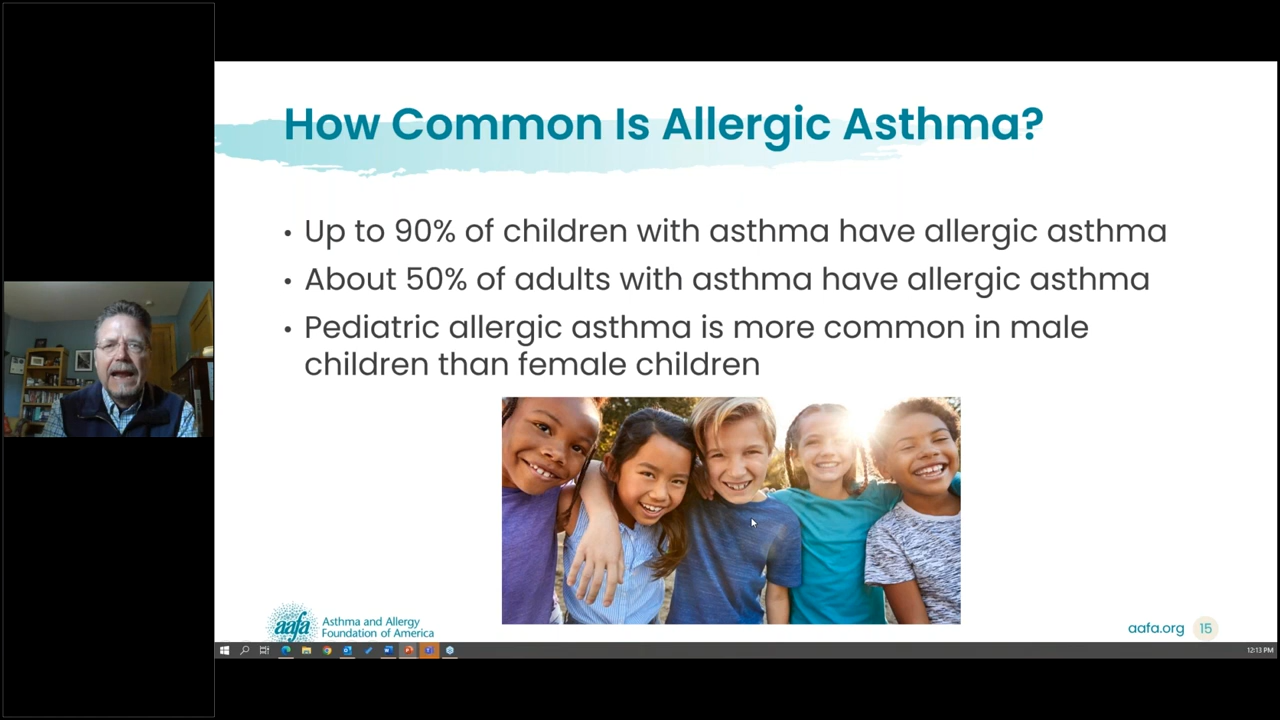 How Common Is Allergic Asthma?
• Up to 90% of children with asthma have allergic asthma
• About 50% of adults with asthma have allergic asthma
• Pediatric allergic asthma is more common in male
children than female children
aafa
Asthma and Allergy
Foundation of America
aafa.org 15
12:13 PM